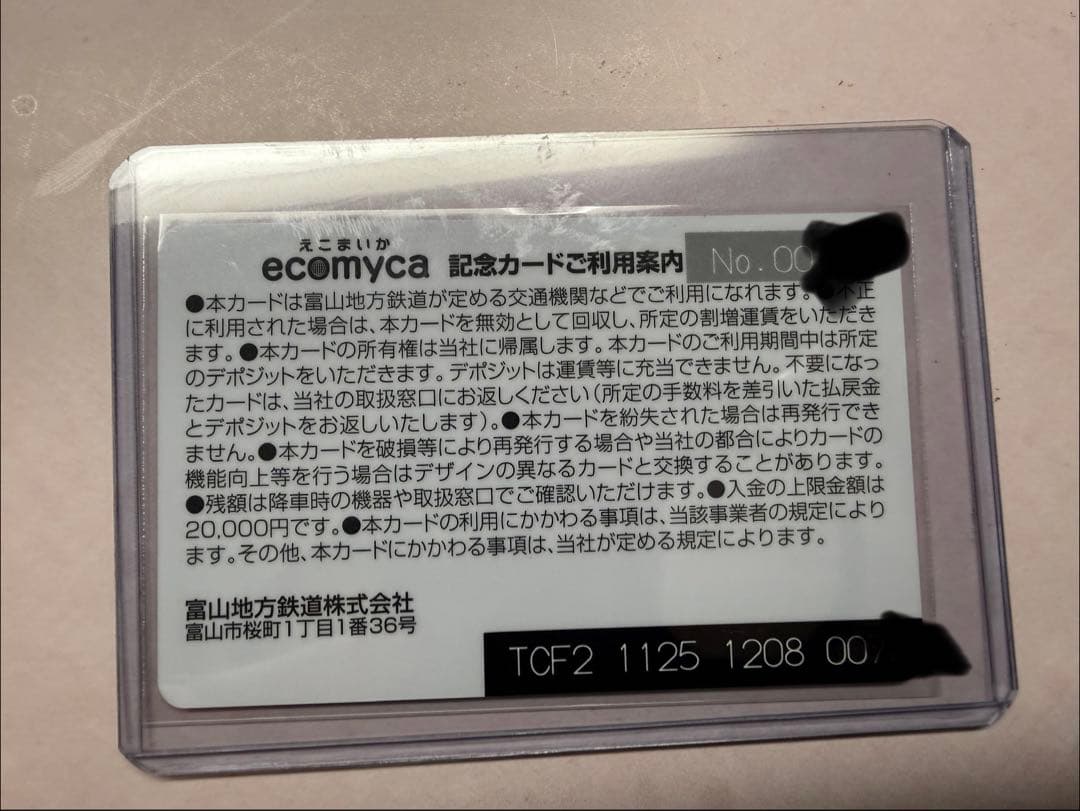 えこまいか
ecomyca 記念カードご利用案内 No.00
●本カードは富山地方鉄道が定める交通機関などでご利用になれます。●不正
に利用された場合は、本カードを無効として回収し、所定の割増運賃をいただき
ます。●本カードの所有権は当社に帰属します。本カードのご利用期間中は所定
のデポジットをいただきます。デポジットは運賃等に充当できません。不要になっ
たカードは、当社の取扱窓口にお返しください（所定の手数料を差引いた払戻金
とデポジットをお返しいたします）。●本カードを紛失された場合は再発行でき
ません。●本カードを破損等により再発行する場合や当社の都合によりカードの
機能向上等を行う場合はデザインの異なるカードと交換することがあります。
●残額は降車時の機器や取扱窓口でご確認いただけます。●入金の上限金額は
20,000円です。●本カードの利用にかかわる事項は、当該事業者の規定により
ます。その他、本カードにかかわる事項は、当社が定める規定によります。
富山地方鉄道株式会社
富山市桜町1丁目1番36号
TCF2 1125 1208 00